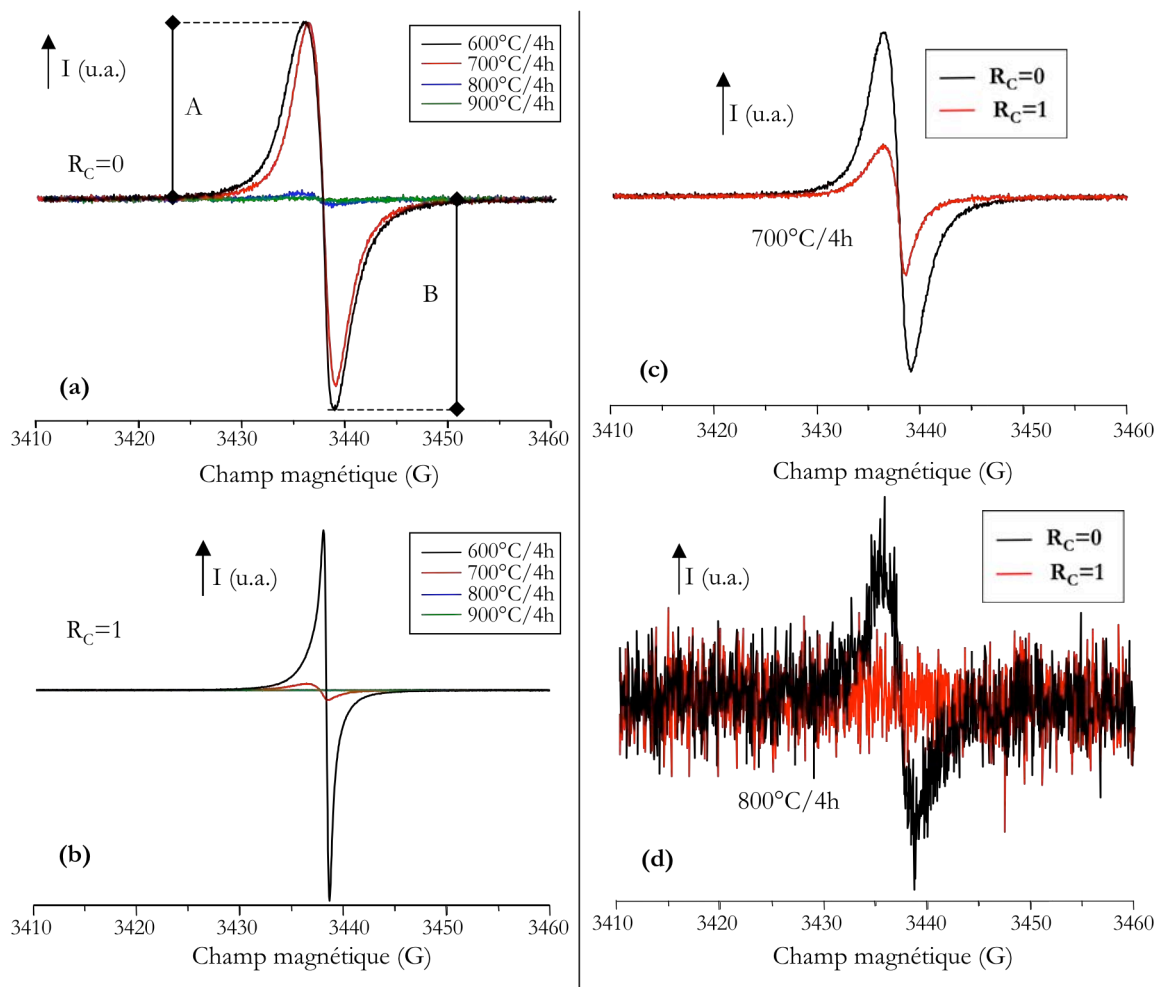 I (u.a.)
600°C/4h
700°C/4h
800°C/4h
900°C/4h
A
R_C=0
B
(a)
3410 3420 3430 3440 3450 3460
Champ magnétique (G)
I (u.a.)
600°C/4h
700°C/4h
800°C/4h
900°C/4h
R_C=1
(b)
3410 3420 3430 3440 3450 3460
Champ magnétique (G)
I (u.a.)
R_C=0
R_C=1
700°C/4h
(c)
3410 3420 3430 3440 3450 3460
Champ magnétique (G)
I (u.a.)
R_C=0
R_C=1
800°C/4h
(d)
3410 3420 3430 3440 3450 3460
Champ magnétique (G)